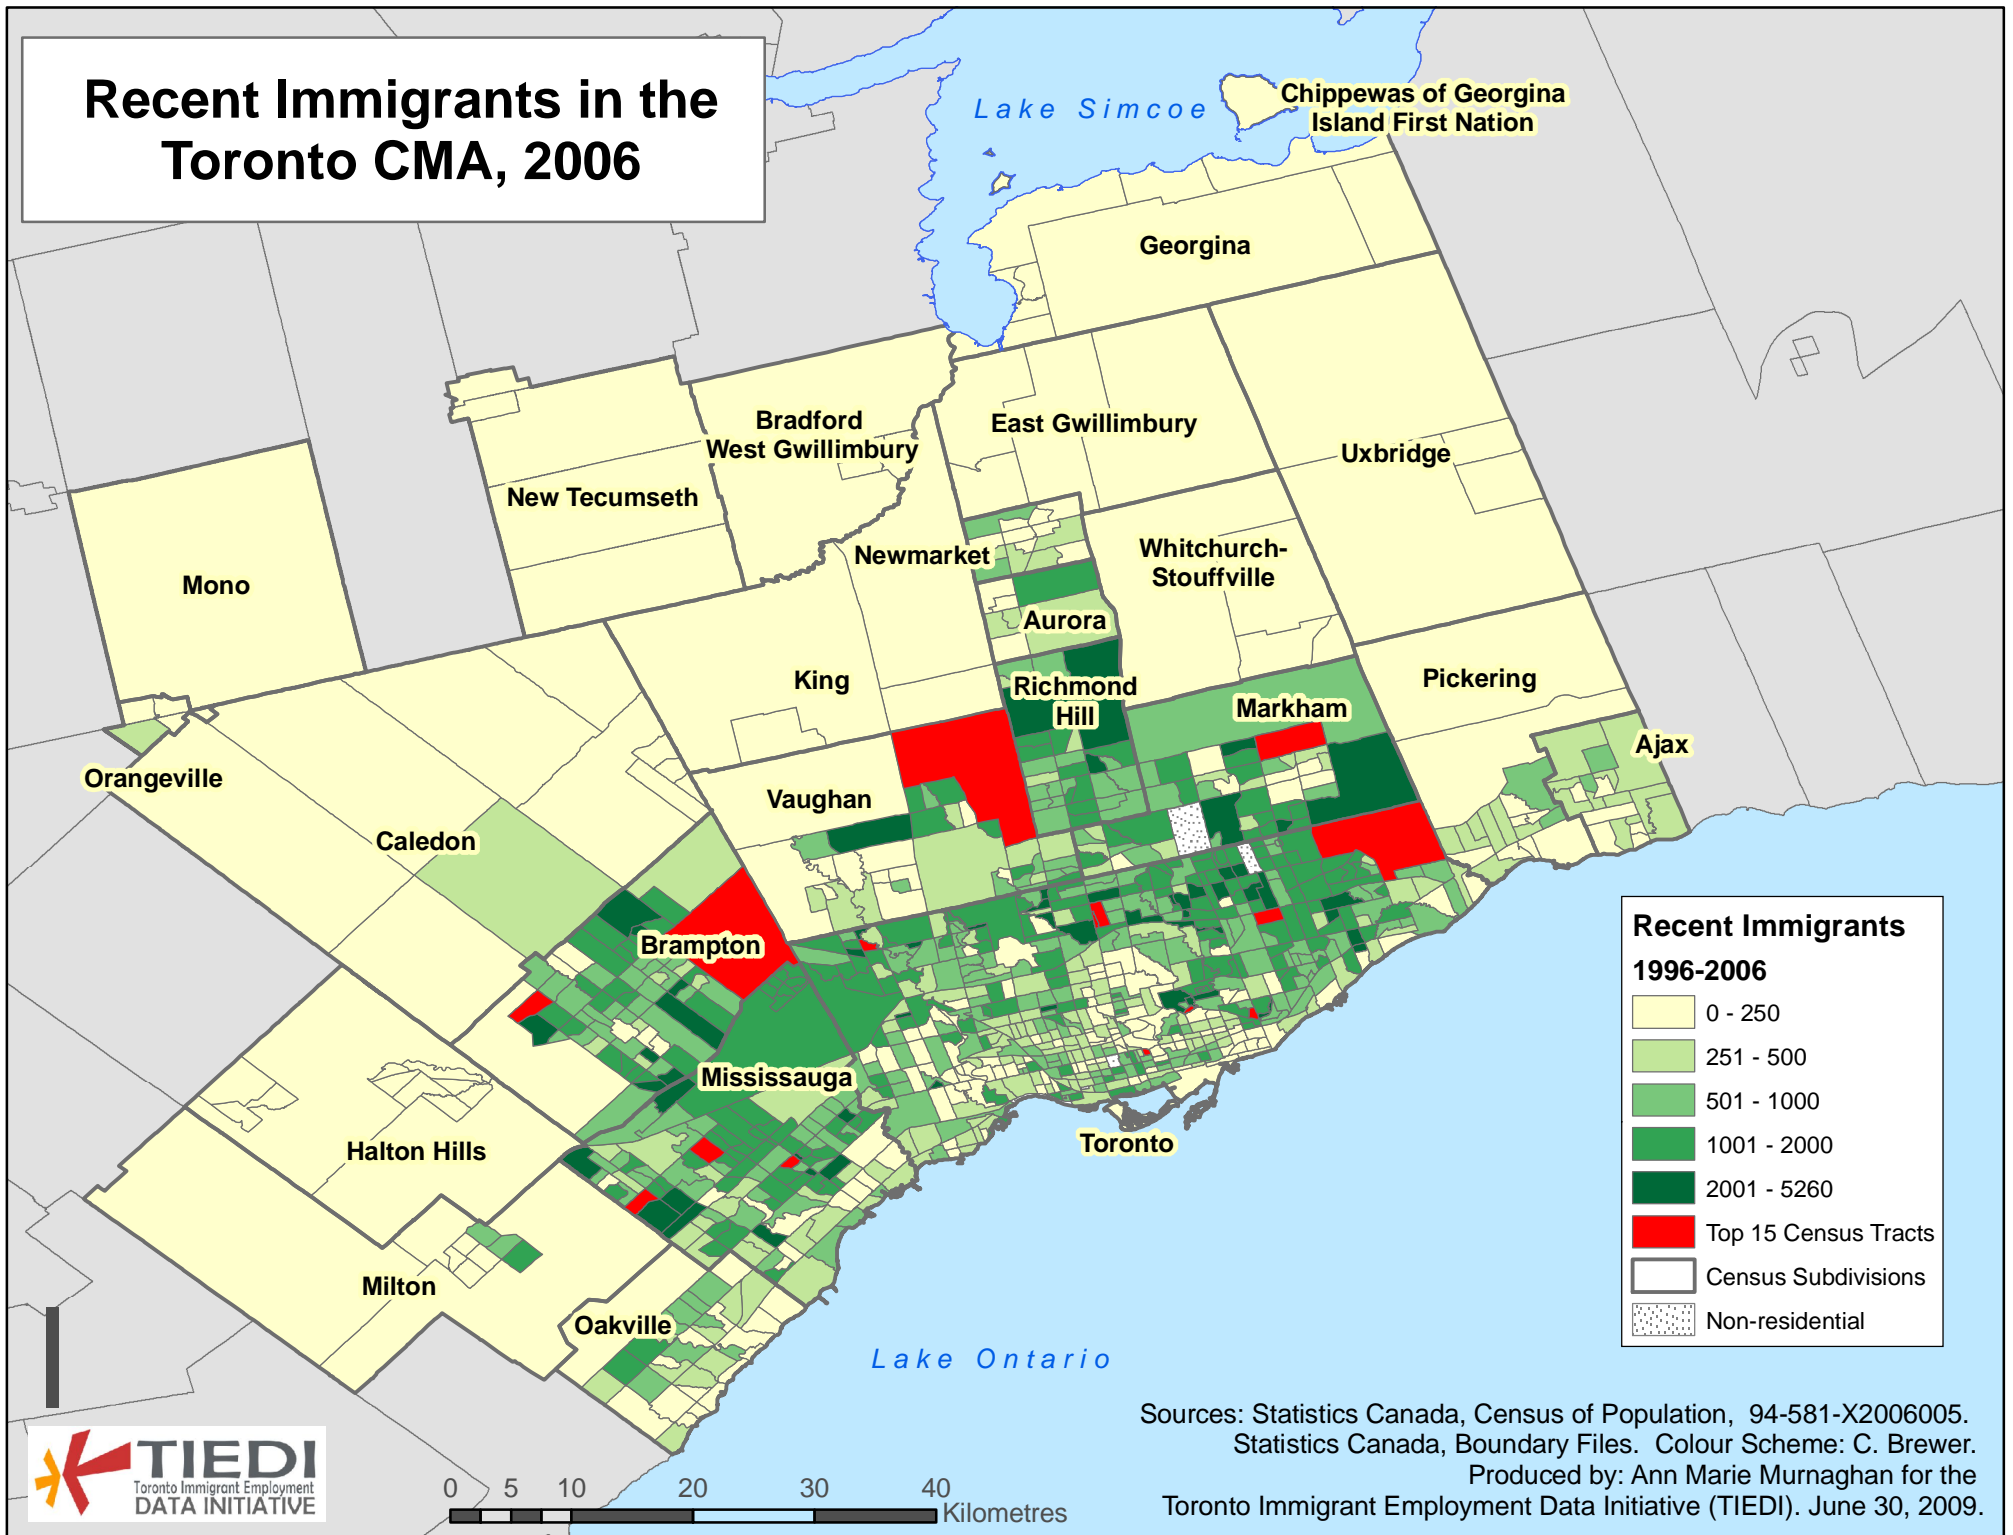 Recent Immigrants in the
Toronto CMA, 2006
Lake Simcoe
Chippewas of Georgina
Island First Nation
Georgina
Bradford
West Gwillimbury
East Gwillimbury
Uxbridge
New Tecumseth
Newmarket
Whitchurch-
Stouffville
Mono
Aurora
King
Richmond
Hill
Pickering
Markham
Ajax
Orangeville
Vaughan
Caledon
Brampton
Mississauga
Toronto
Halton Hills
Milton
Oakville
Lake Ontario
Recent Immigrants
1996-2006
0 - 250
251 - 500
501 - 1000
1001 - 2000
2001 - 5260
Top 15 Census Tracts
Census Subdivisions
Non-residential
Sources: Statistics Canada, Census of Population, 94-581-X2006005.
Statistics Canada, Boundary Files. Colour Scheme: C. Brewer.
Produced by: Ann Marie Murnaghan for the
Toronto Immigrant Employment Data Initiative (TIEDI). June 30, 2009.
TIEDI
Toronto Immigrant Employment
DATA INITIATIVE
0 5 10 20 30 40
Kilometres